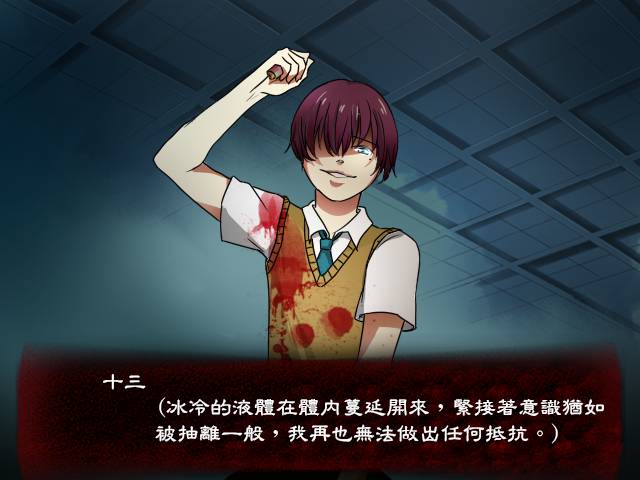 十三
（冰冷的液體在體內蔓延開來，緊接著意識猶如
被抽離一般，我再也無法做出任何抵抗。）